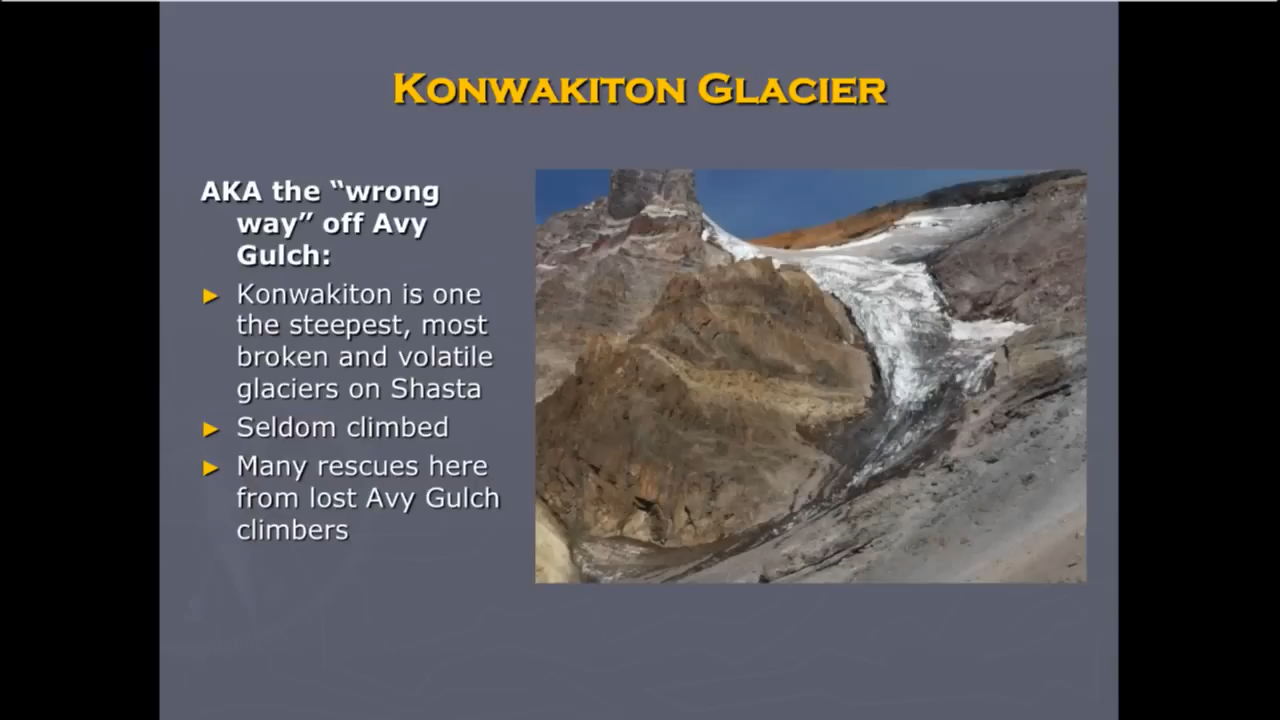 KONWAKITON GLACIER
AKA the “wrong
way” off Avy
Gulch:
► Konwakiton is one
the steepest, most
broken and volatile
glaciers on Shasta
► Seldom climbed
► Many rescues here
from lost Avy Gulch
climbers